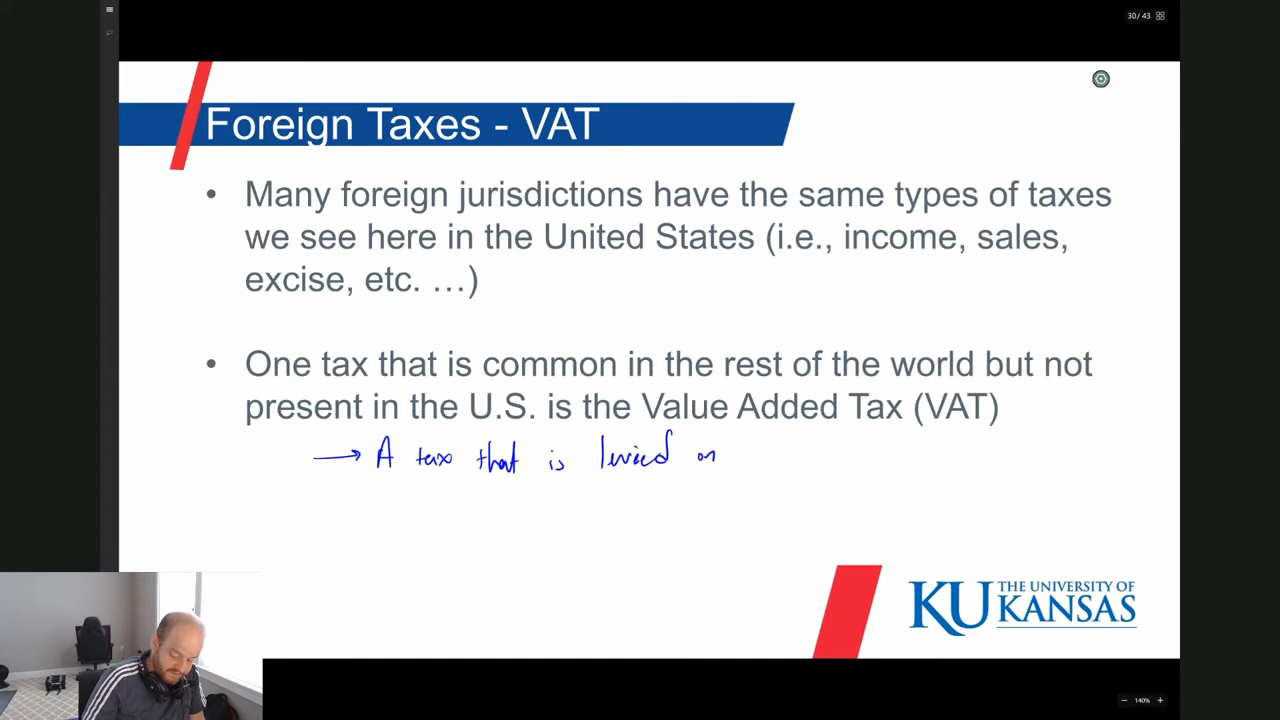 30 / 43
Foreign Taxes - VAT
• Many foreign jurisdictions have the same types of taxes
we see here in the United States (i.e., income, sales,
excise, etc. …)
• One tax that is common in the rest of the world but not
present in the U.S. is the Value Added Tax (VAT)
→ A tax that is levied on
KU THE UNIVERSITY OF
KANSAS
− 140% +